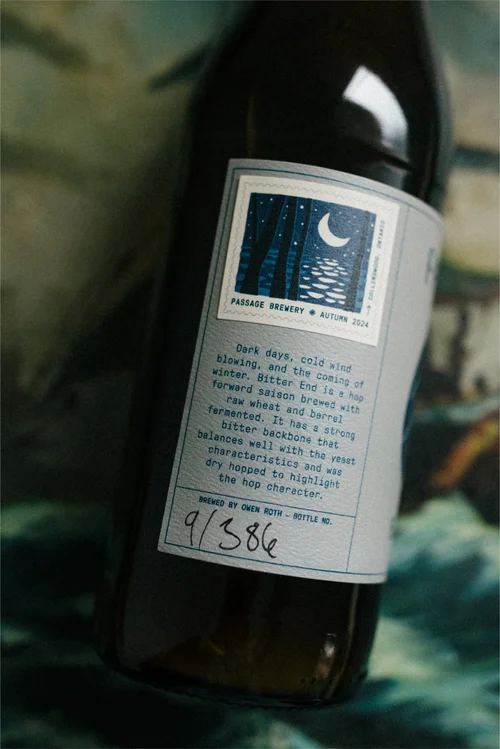 COLLINGWOOD, ONTARIO
PASSAGE BREWERY ✺ AUTUMN 2024
Dark days, cold wind
blowing, and the coming of
winter. Bitter End is a hop
forward saison brewed with
raw wheat and barrel
fermented. It has a strong
bitter backbone that
balances well with the yeast
characteristics and was
dry hopped to highlight
the hop character.
BREWED BY OWEN ROTH – BOTTLE NO.
9/386